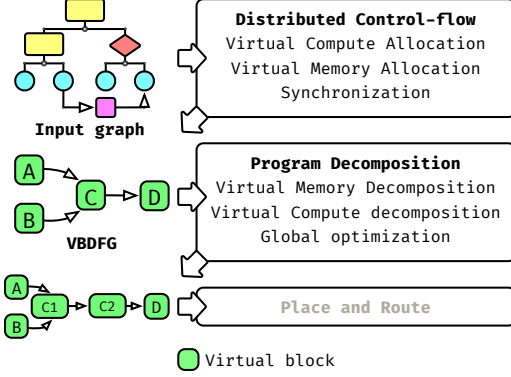 Distributed Control-flow
Virtual Compute Allocation
Virtual Memory Allocation
Synchronization
Input graph
Program Decomposition
Virtual Memory Decomposition
Virtual Compute decomposition
Global optimization
A
B
C
D
VBDFG
A
B
C1
C2
D
Place and Route
Virtual block